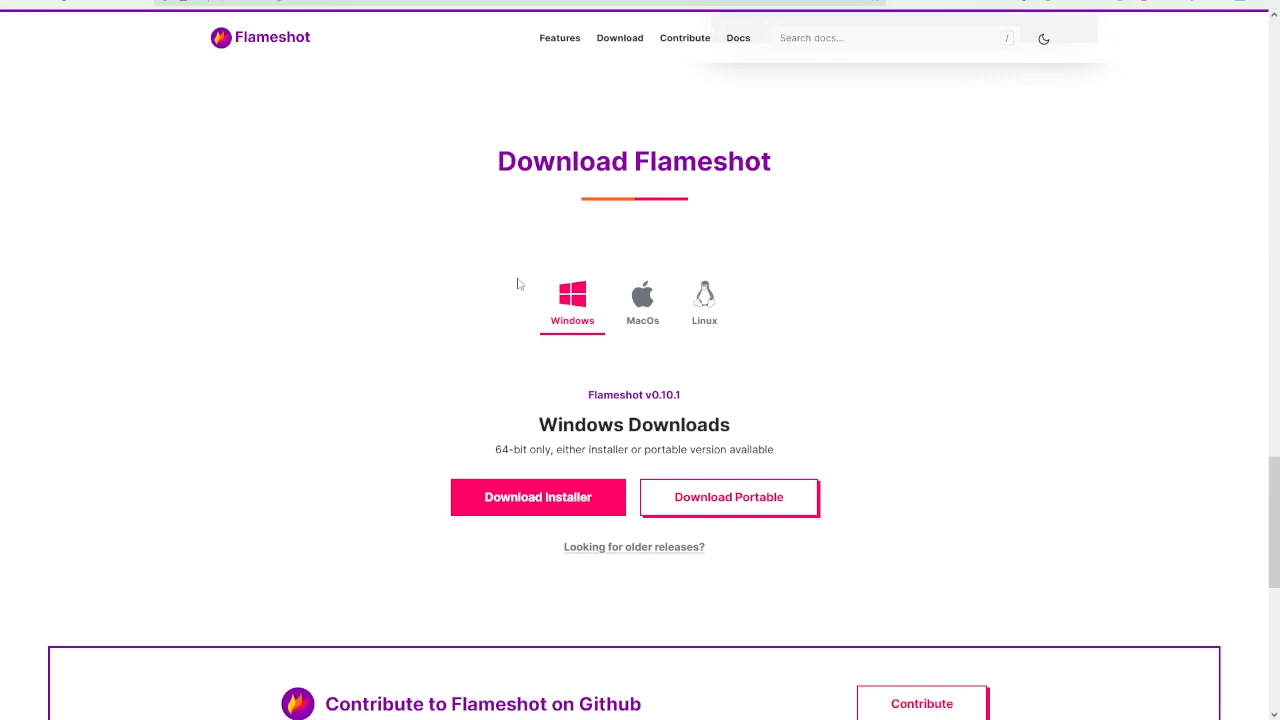 Flameshot
Features Download Contribute Docs Search docs... /
Download Flameshot
Windows MacOs Linux
Flameshot v0.10.1
Windows Downloads
64-bit only, either installer or portable version available
Download Installer Download Portable
Looking for older releases?
Contribute to Flameshot on Github Contribute